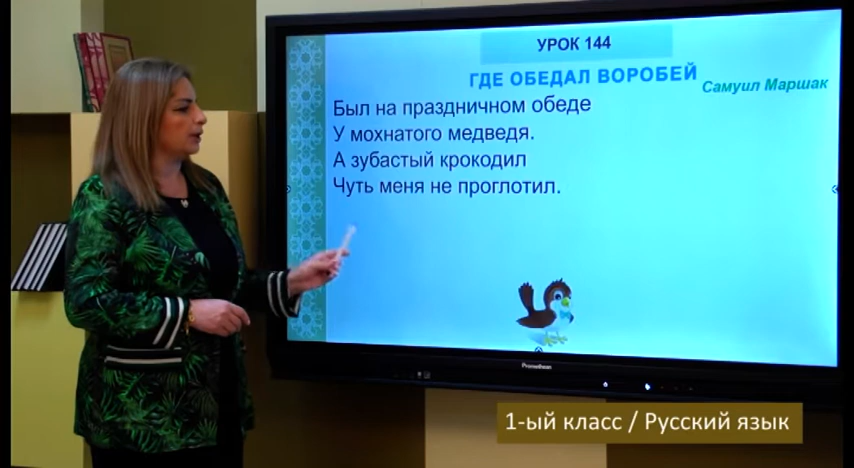 УРОК 144
ГДЕ ОБЕДАЛ ВОРОБЕЙ
Самуил Маршак
Был на праздничном обеде
У мохнатого медведя.
А зубастый крокодил
Чуть меня не проглотил.
Promethean
1-ый класс / Русский язык